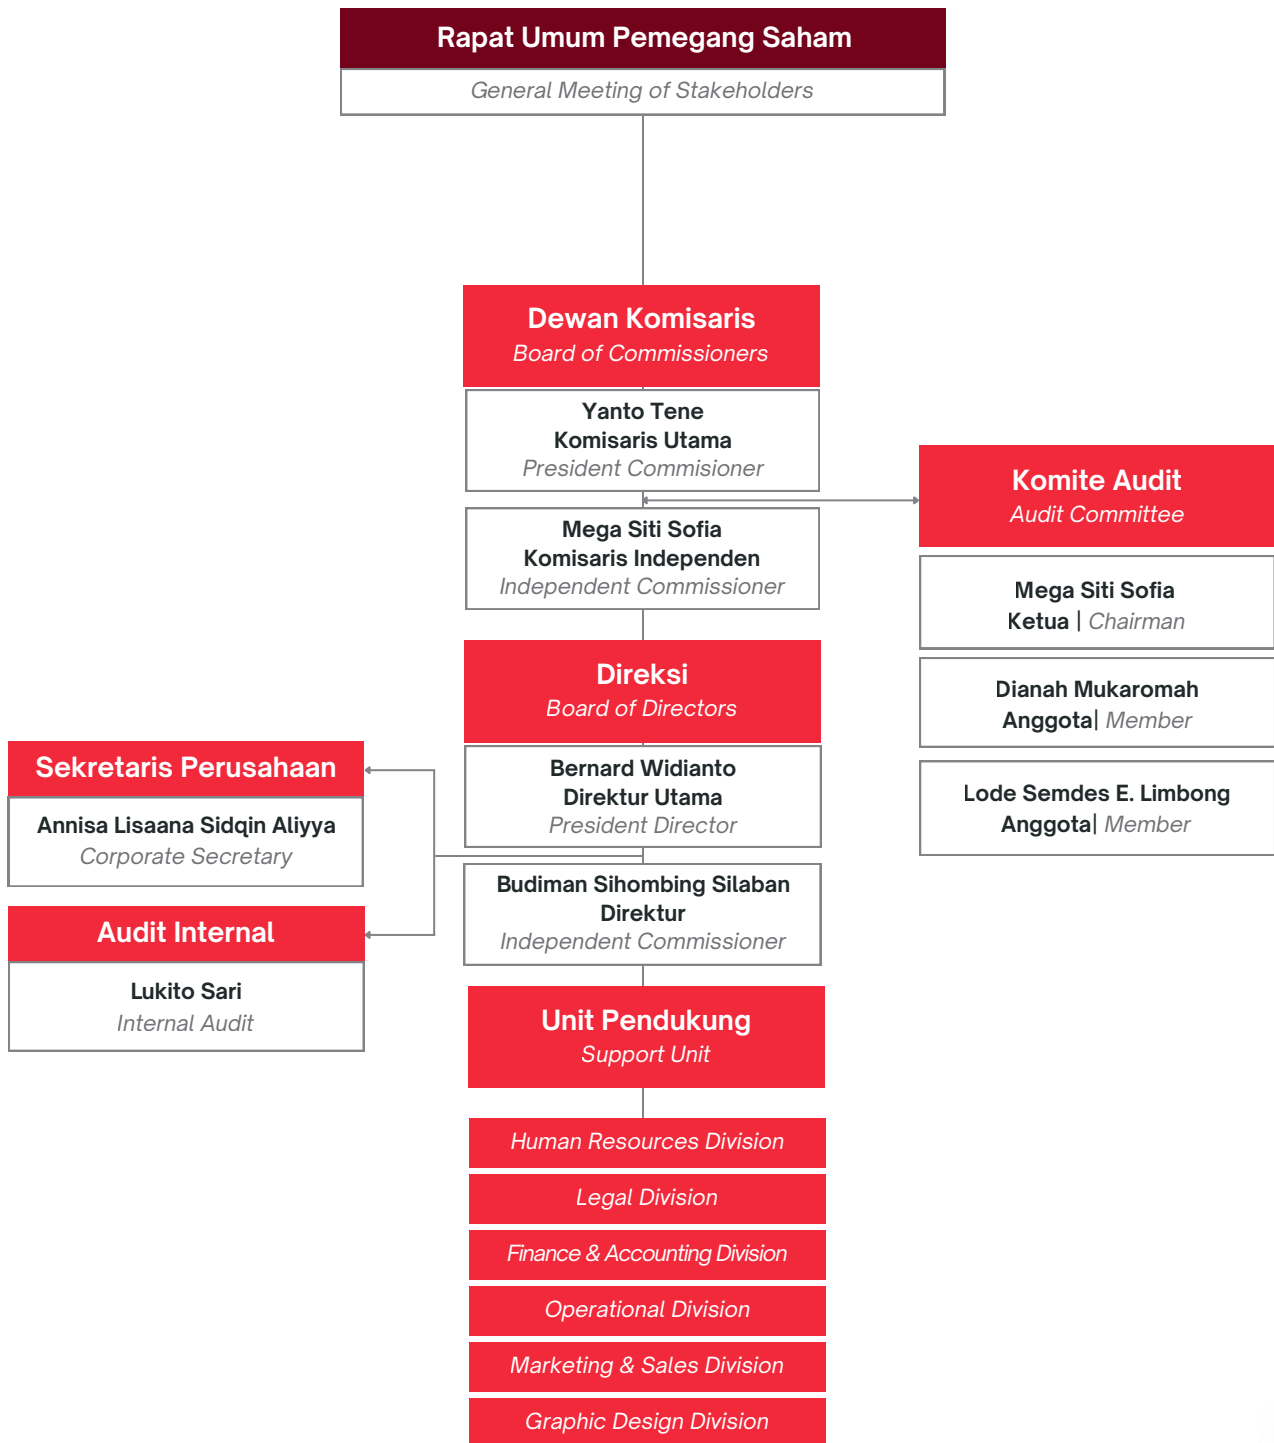 Rapat Umum Pemegang Saham
General Meeting of Stakeholders
Dewan Komisaris
Board of Commissioners
Yanto Tene
Komisaris Utama
President Commisioner
Mega Siti Sofia
Komisaris Independen
Independent Commissioner
Komite Audit
Audit Committee
Mega Siti Sofia
Ketua | Chairman
Dianah Mukaromah
Anggota| Member
Lode Semdes E. Limbong
Anggota| Member
Direksi
Board of Directors
Bernard Widianto
Direktur Utama
President Director
Budiman Sihombing Silaban
Direktur
Independent Commissioner
Sekretaris Perusahaan
Annisa Lisaana Sidqin Aliyya
Corporate Secretary
Audit Internal
Lukito Sari
Internal Audit
Unit Pendukung
Support Unit
Human Resources Division
Legal Division
Finance & Accounting Division
Operational Division
Marketing & Sales Division
Graphic Design Division